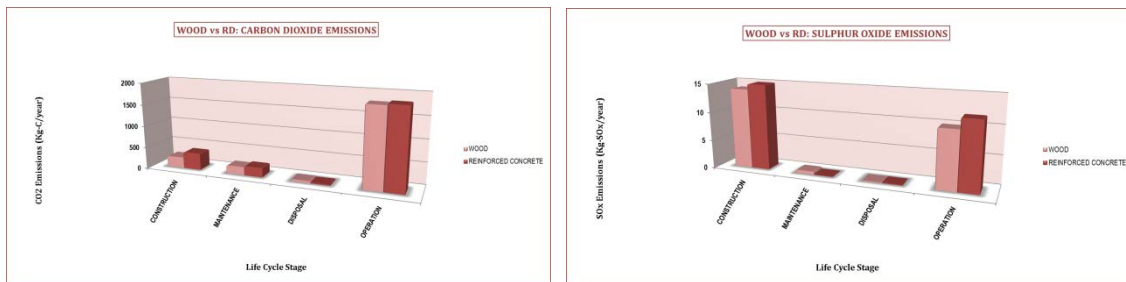 WOOD vs RD: CARBON DIOXIDE EMISSIONS
CO2 Emissions (Kg-C/year)
2000
1500
1000
500
0
CONSTRUCTION
MAINTENANCE
DISPOSAL
OPERATION
WOOD
REINFORCED CONCRETE
Life Cycle Stage
WOOD vs RD: SULPHUR OXIDE EMISSIONS
SOx Emissions (Kg-SOx/year)
15
10
5
0
CONSTRUCTION
MAINTENANCE
DISPOSAL
OPERATION
WOOD
REINFORCED CONCRETE
Life Cycle Stage